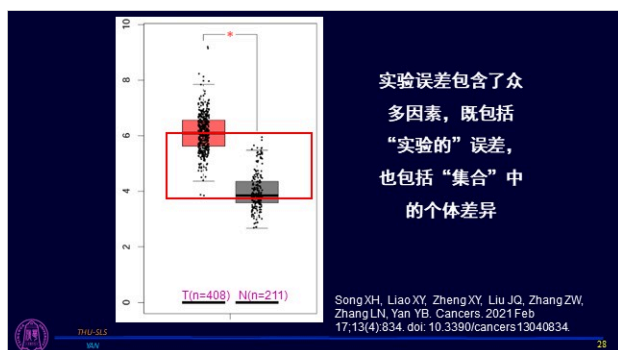 10
8
6
4
2
0
*
T(n=408) N(n=211)
实验误差包含了众
多因素，既包括
“实验的”误差，
也包括“集合”中
的个体差异
Song XH, Liao XY, Zheng XY, Liu JQ, Zhang ZW,
Zhang LN, Yan YB. Cancers. 2021 Feb
17;13(4):834. doi: 10.3390/cancers13040834.
THU-SLS
YAN
28